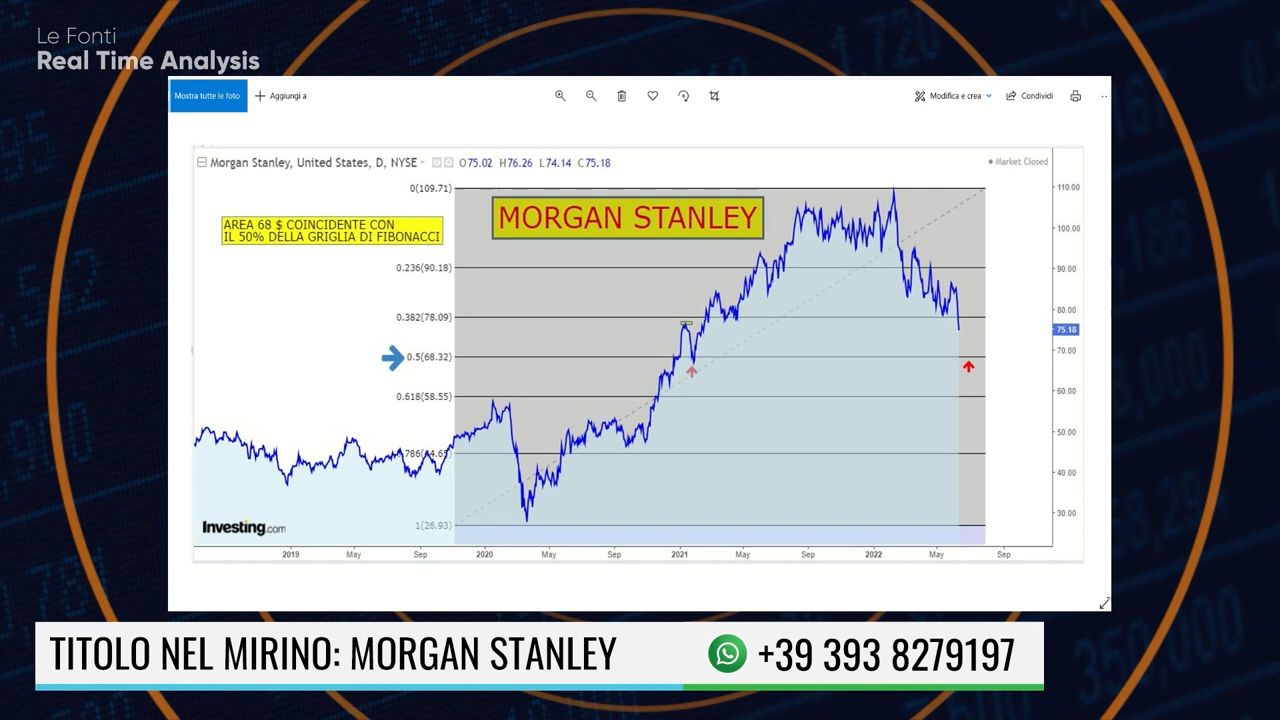 Le Fonti
Real Time Analysis
Mostra tutte le foto
Aggiungi a
Modifica e crea
Condividi
Morgan Stanley, United States, D, NYSE O75.02 H76.26 L74.14 C75.18
Market Closed
0(109.71)
MORGAN STANLEY
AREA 68 $ COINCIDENTE CON
IL 50% DELLA GRIGLIA DI FIBONACCI
0.236(90.18)
0.382(78.09)
0.5(68.32)
0.618(58.55)
1(26.93)
110.00
100.00
90.00
80.00
75.18
70.00
60.00
50.00
40.00
30.00
Investing.com
2019 May Sep 2020 May Sep 2021 May Sep 2022 May Sep
TITOLO NEL MIRINO: MORGAN STANLEY
+39 393 8279197